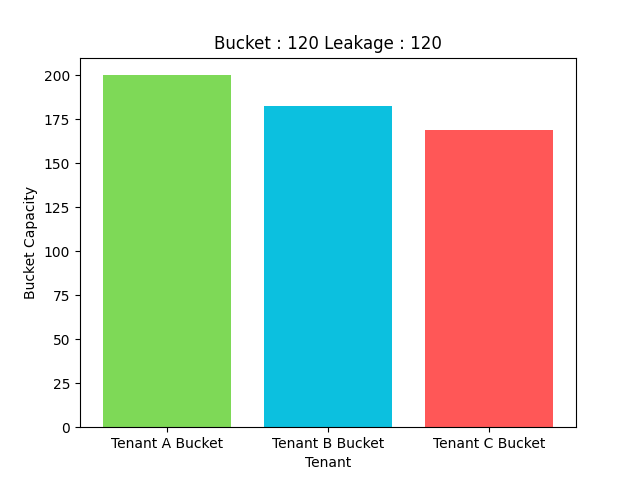 Bucket : 120 Leakage : 120
200
175
150
125
100
75
50
25
0
Bucket Capacity
Tenant A Bucket Tenant B Bucket Tenant C Bucket
Tenant